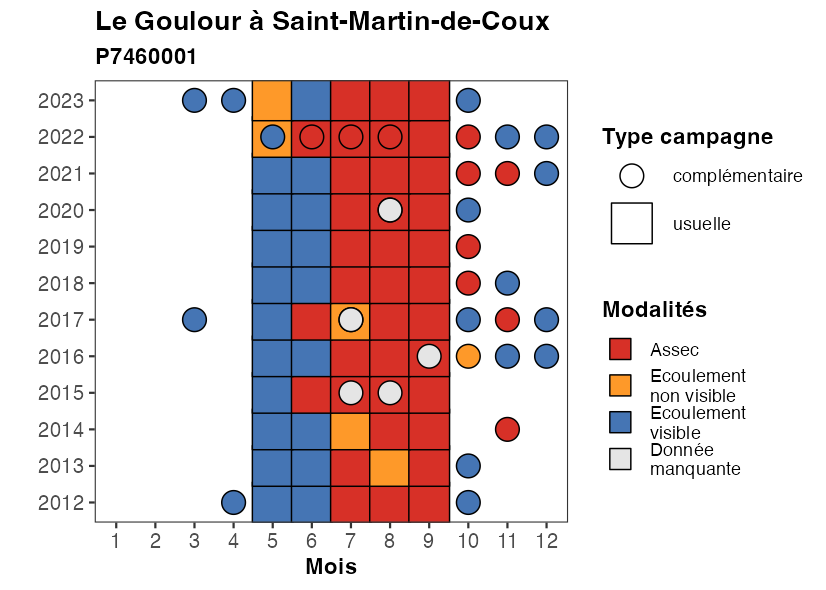 Le Goulour à Saint-Martin-de-Coux
P7460001
2023
2022
2021
2020
2019
2018
2017
2016
2015
2014
2013
2012
1 2 3 4 5 6 7 8 9 10 11 12
Mois
Type campagne
complémentaire
usuelle
Modalités
Assec
Ecoulement
non visible
Ecoulement
visible
Donnée
manquante